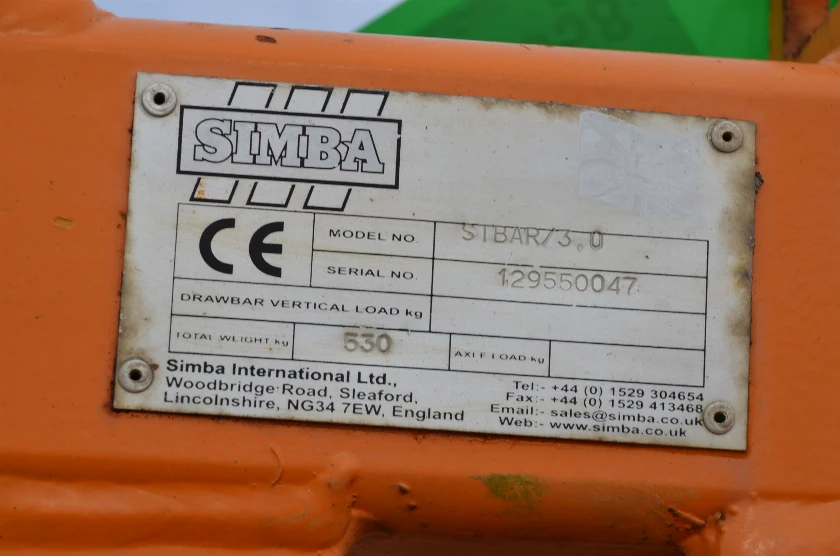 SIMBA
CE
MODEL NO. STBAR/3.0
SERIAL NO. 129550047
DRAWBAR VERTICAL LOAD kg
TOTAL WEIGHT kg 530 AXLE LOAD kg
Simba International Ltd.,
Woodbridge Road, Sleaford,
Lincolnshire, NG34 7EW, England
Tel:- +44 (0) 1529 304654
Fax:- +44 (0) 1529 413468
Email:- sales@simba.co.uk
Web:- www.simba.co.uk